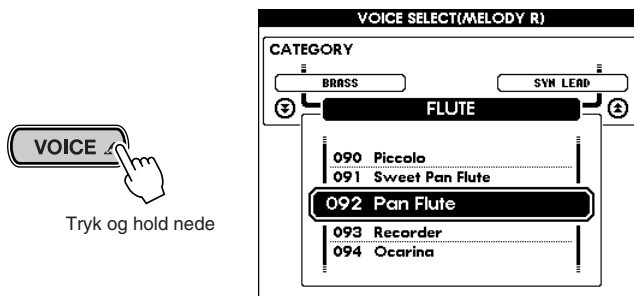 VOICE
Tryk og hold nede
VOICE SELECT(MELODY R)
CATEGORY
BRASS
SYN LEAD
FLUTE
090 Piccolo
091 Sweet Pan Flute
092 Pan Flute
093 Recorder
094 Ocarina